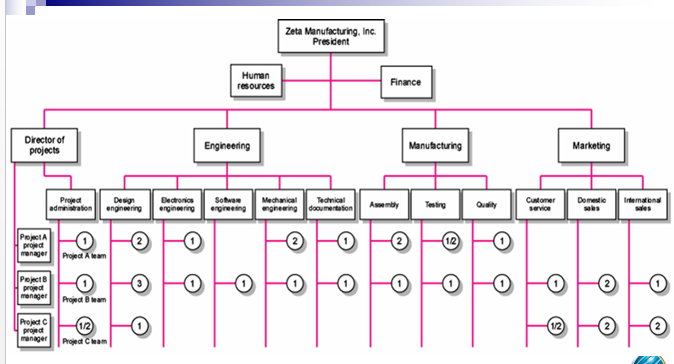 Zeta Manufacturing, Inc.
President
Human
resources
Finance
Director of
projects
Engineering
Manufacturing
Marketing
Project
administration
Design
engineering
Electronics
engineering
Software
engineering
Mechanical
engineering
Technical
documentation
Assembly
Testing
Quality
Customer
service
Domestic
sales
International
sales
Project A
project
manager
1
2
1
2
1
2
1/2
1
Project A team
Project B
project
manager
1
3
1
1
1
1
1
1
1
1
2
1
Project B team
Project C
project
manager
1/2
1
1/2
2
2
Project C team